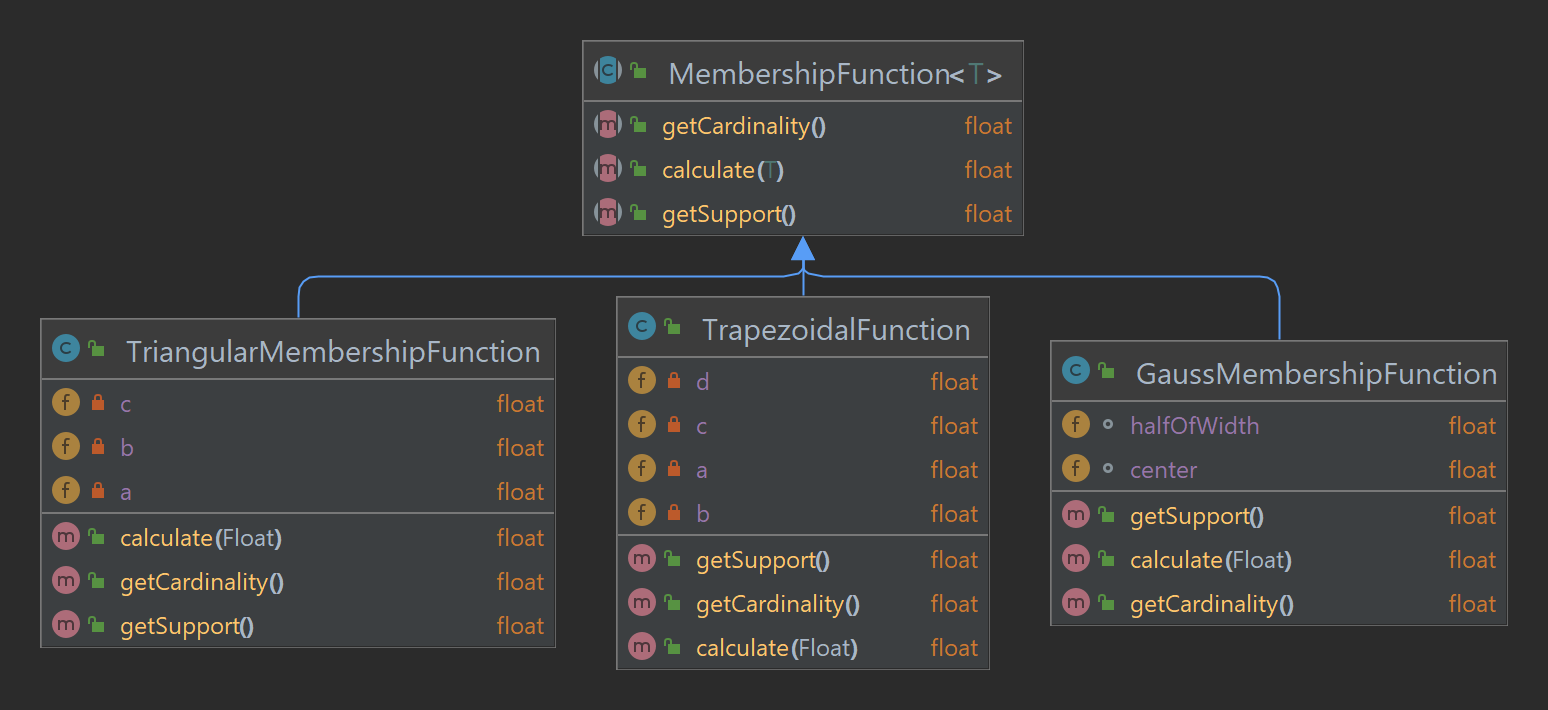 MembershipFunction<T>
getCardinality() float
calculate(T) float
getSupport() float
TriangularMembershipFunction
c float
b float
a float
calculate(Float) float
getCardinality() float
getSupport() float
TrapezoidalFunction
d float
c float
a float
b float
getSupport() float
getCardinality() float
calculate(Float) float
GaussMembershipFunction
halfOfWidth float
center float
getSupport() float
calculate(Float) float
getCardinality() float